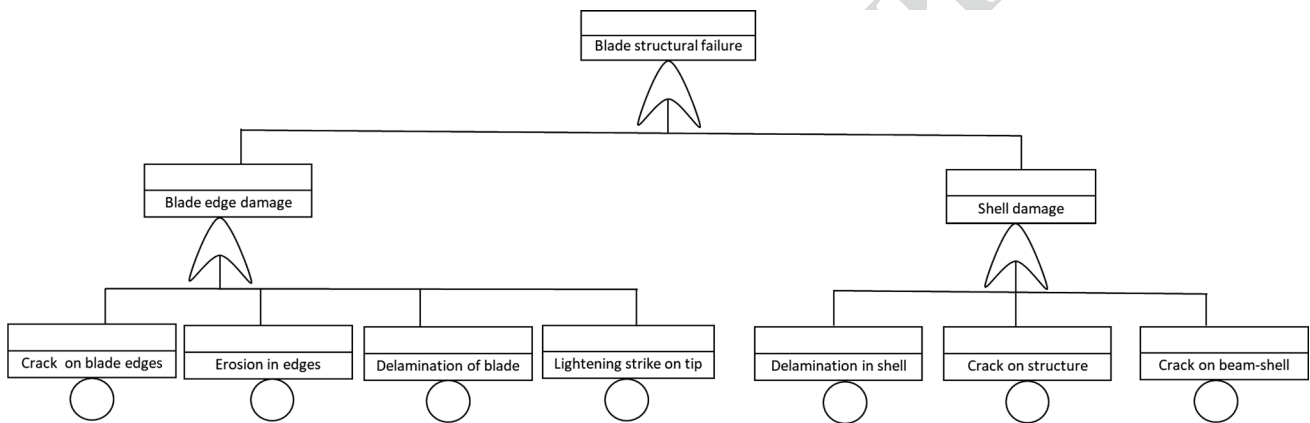 Blade structural failure
Blade edge damage
Shell damage
Crack on blade edges
Erosion in edges
Delamination of blade
Lightening strike on tip
Delamination in shell
Crack on structure
Crack on beam-shell